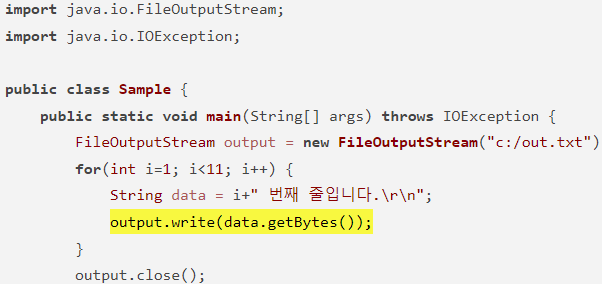 import java.io.FileOutputStream;
import java.io.IOException;
public class Sample {
public static void main(String[] args) throws IOException {
FileOutputStream output = new FileOutputStream("c:/out.txt")
for(int i=1; i<11; i++) {
String data = i+" 번째 줄입니다.\r\n";
output.write(data.getBytes());
}
output.close();